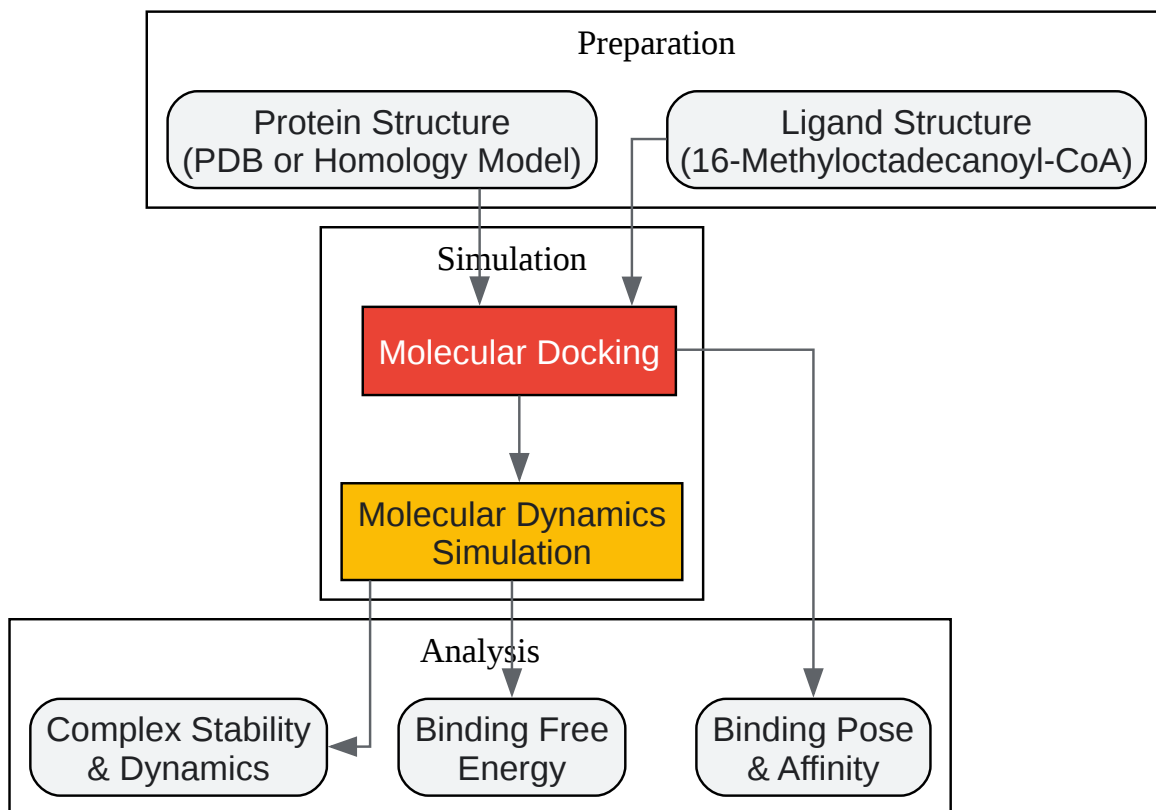 Preparation
Protein Structure
(PDB or Homology Model)
Ligand Structure
(16-Methyloctadecanoyl-CoA)
Simulation
Molecular Docking
Molecular Dynamics
Simulation
Analysis
Complex Stability
& Dynamics
Binding Free
Energy
Binding Pose
& Affinity